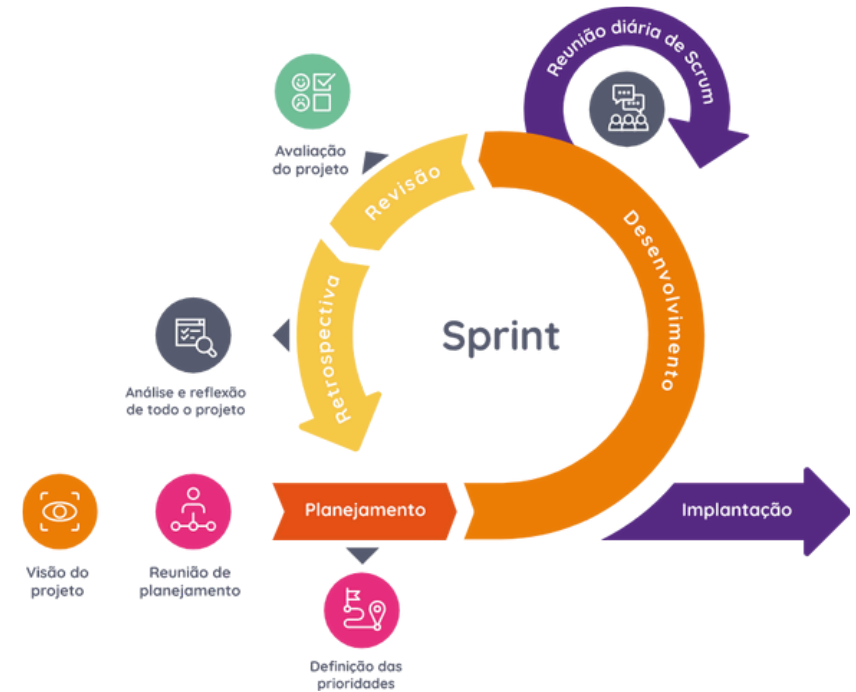 Reunião diária de Scrum
Avaliação
do projeto
Revisão
Desenvolvimento
Retrospectiva
Sprint
Análise e reflexão
de todo o projeto
Planejamento
Implantação
Visão do
projeto
Reunião de
planejamento
Definição das
prioridades